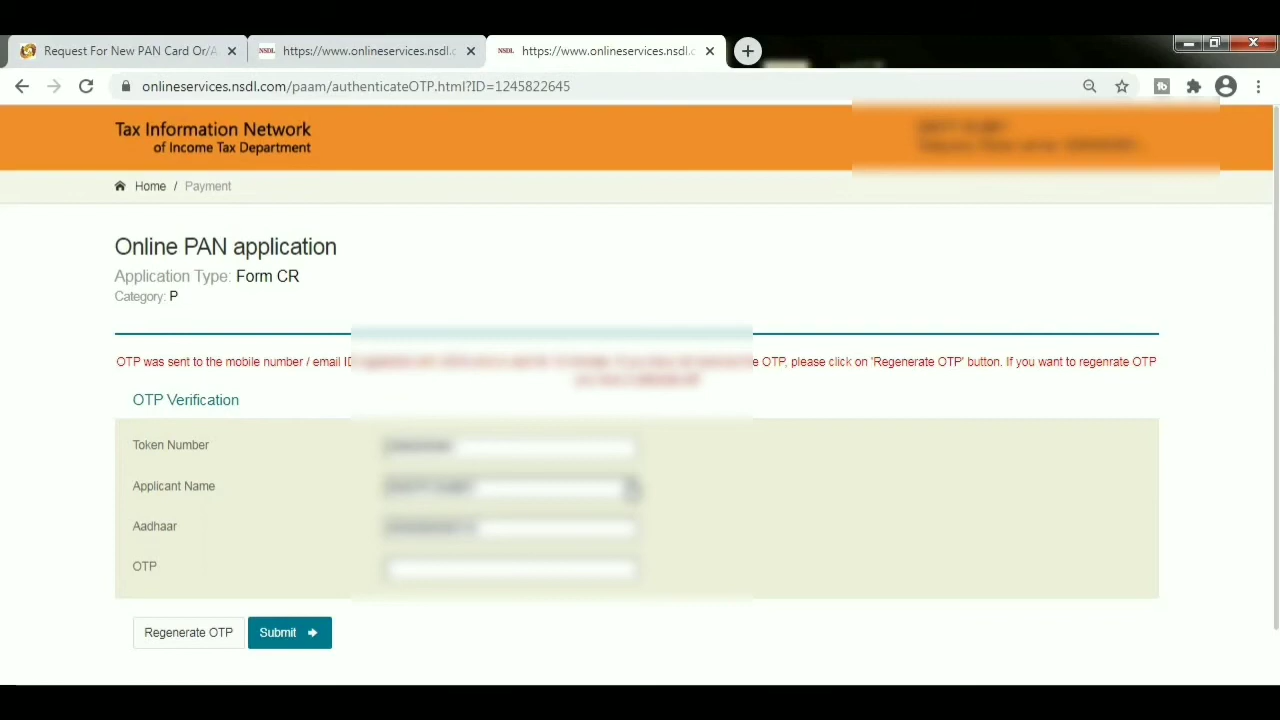 Request For New PAN Card Or/A
https://www.onlineservices.nsdl.c
https://www.onlineservices.nsdl.c
onlineservices.nsdl.com/paam/authenticateOTP.html?ID=1245822645
Tax Information Network
of Income Tax Department
Home / Payment
Online PAN application
Application Type: Form CR
Category: P
OTP was sent to the mobile number / email ID OTP, please click on 'Regenerate OTP' button. If you want to regenrate OTP
OTP Verification
Token Number
Applicant Name
Aadhaar
OTP
Regenerate OTP
Submit